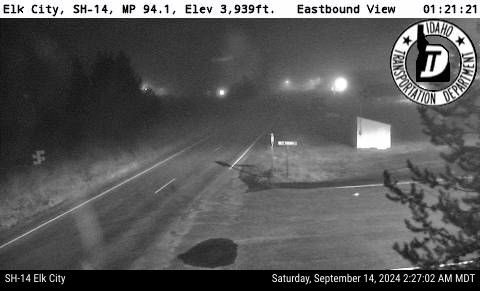 Elk City, SH-14, MP 94.1, Elev 3,939ft. Eastbound View 01:21:21
IDAHO
TRANSPORTATION DEPARTMENT
SH-14 Elk City Saturday, September 14, 2024 2:27:02 AM MDT